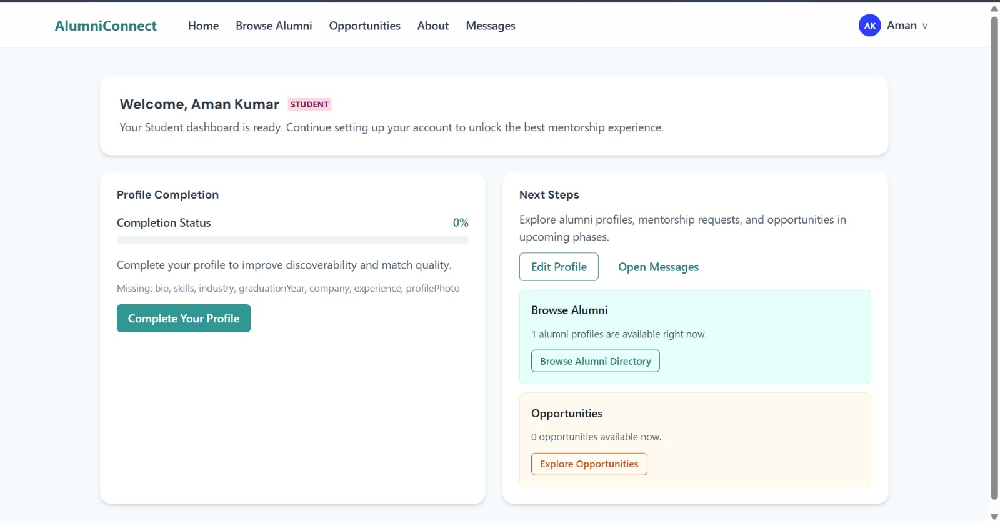 AlumniConnect Home Browse Alumni Opportunities About Messages AK Aman v
Welcome, Aman Kumar STUDENT
Your Student dashboard is ready. Continue setting up your account to unlock the best mentorship experience.
Profile Completion
Completion Status 0%
Complete your profile to improve discoverability and match quality.
Missing: bio, skills, industry, graduationYear, company, experience, profilePhoto
Complete Your Profile
Next Steps
Explore alumni profiles, mentorship requests, and opportunities in
upcoming phases.
Edit Profile Open Messages
Browse Alumni
1 alumni profiles are available right now.
Browse Alumni Directory
Opportunities
0 opportunities available now.
Explore Opportunities